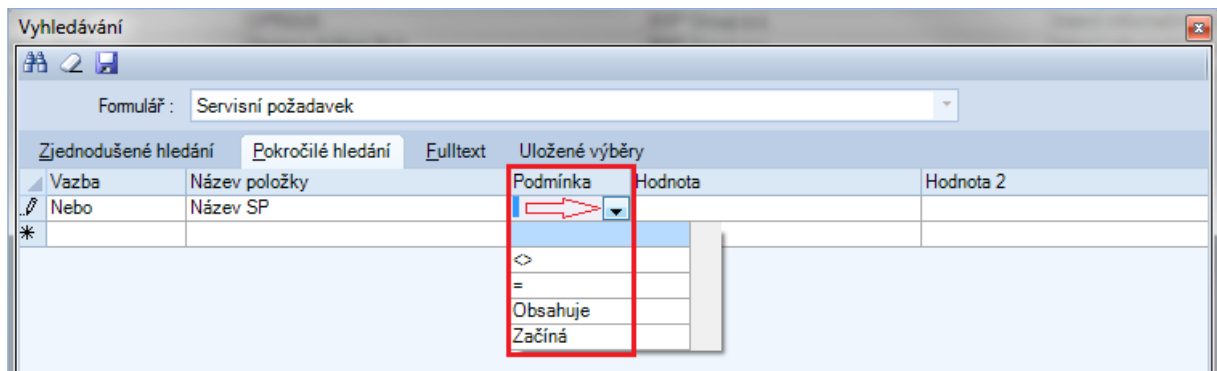 Vyhledávání
Formulář : Servisní požadavek
Zjednodušené hledání Pokročilé hledání Fulltext Uložené výběry
Vazba Název položky Podmínka Hodnota Hodnota 2
Nebo Název SP
<>
=
Obsahuje
Začíná